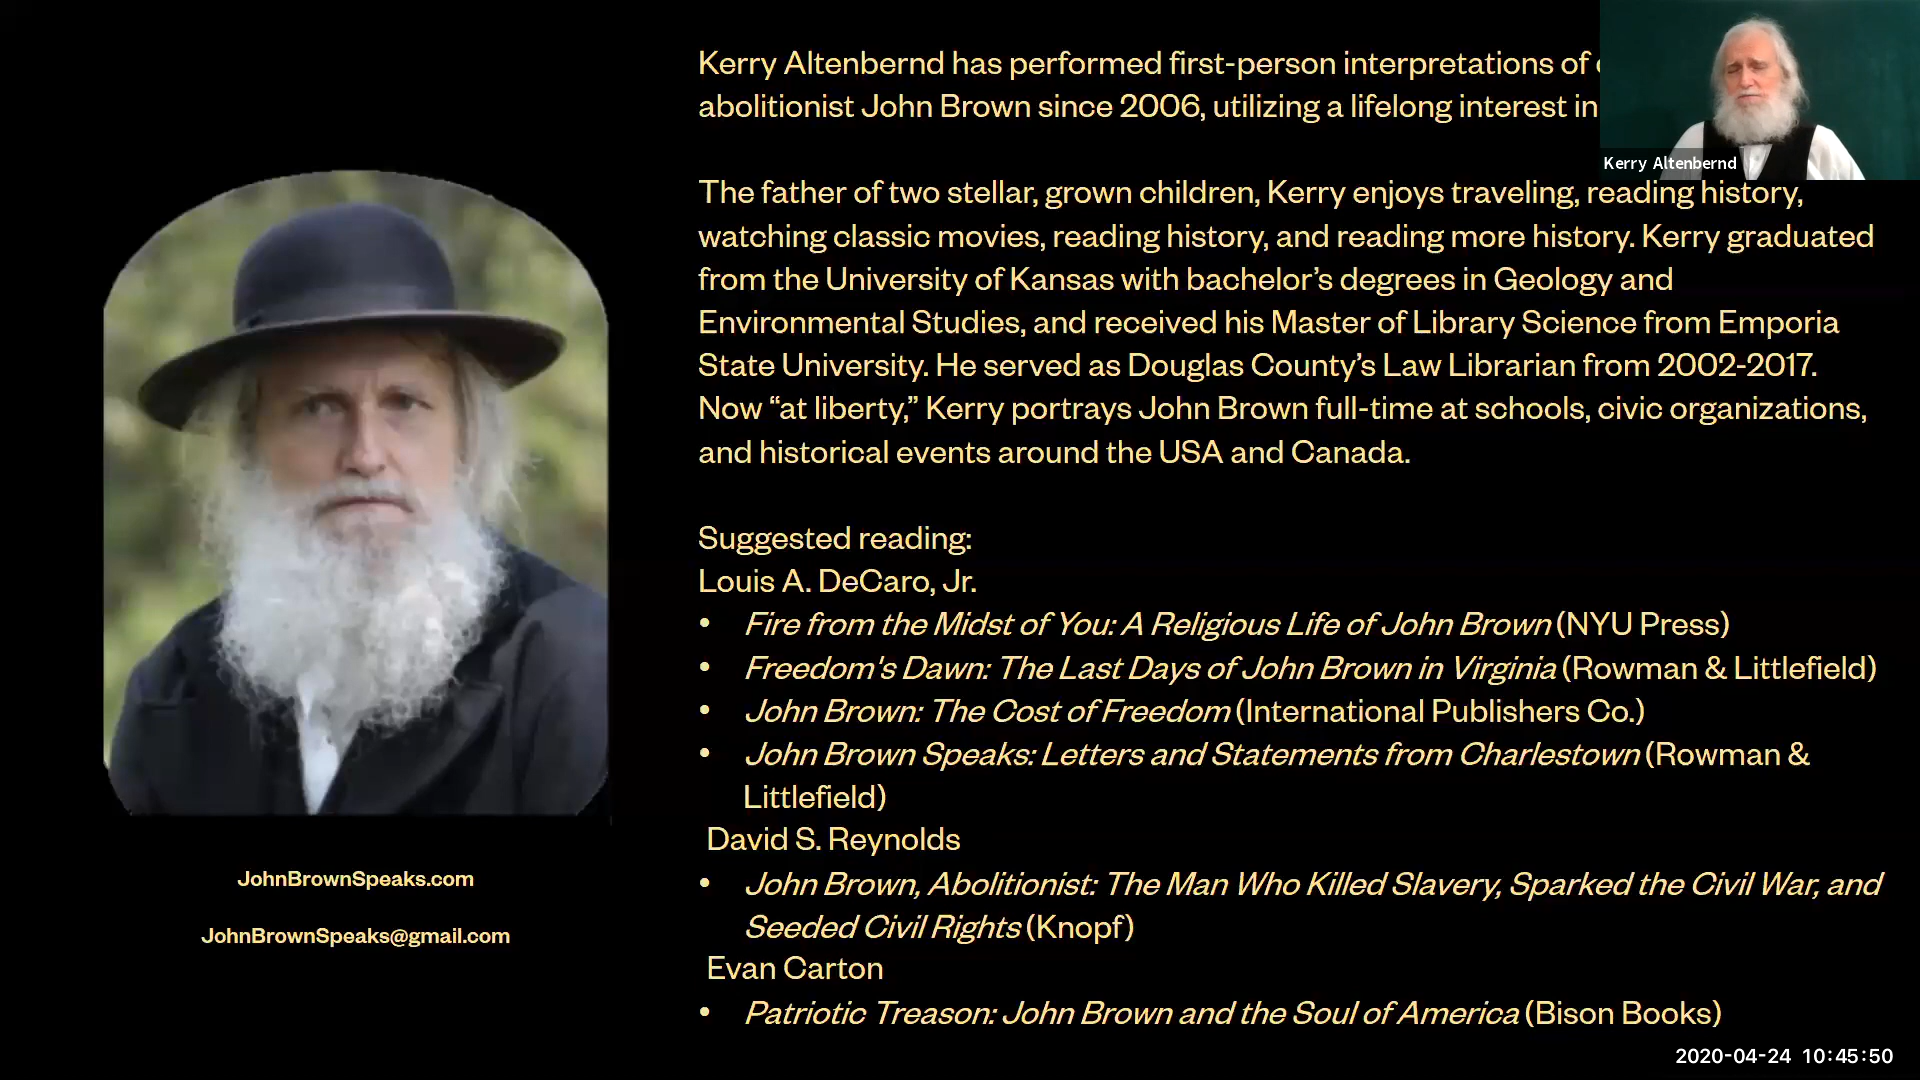 Kerry Altenbernd has performed first-person interpretations of
abolitionist John Brown since 2006, utilizing a lifelong interest in
Kerry Altenbernd
The father of two stellar, grown children, Kerry enjoys traveling, reading history,
watching classic movies, reading history, and reading more history. Kerry graduated
from the University of Kansas with bachelor’s degrees in Geology and
Environmental Studies, and received his Master of Library Science from Emporia
State University. He served as Douglas County’s Law Librarian from 2002-2017.
Now “at liberty,” Kerry portrays John Brown full-time at schools, civic organizations,
and historical events around the USA and Canada.
Suggested reading:
Louis A. DeCaro, Jr.
• Fire from the Midst of You: A Religious Life of John Brown (NYU Press)
• Freedom's Dawn: The Last Days of John Brown in Virginia (Rowman & Littlefield)
• John Brown: The Cost of Freedom (International Publishers Co.)
• John Brown Speaks: Letters and Statements from Charlestown (Rowman &
Littlefield)
David S. Reynolds
• John Brown, Abolitionist: The Man Who Killed Slavery, Sparked the Civil War, and
Seeded Civil Rights (Knopf)
Evan Carton
• Patriotic Treason: John Brown and the Soul of America (Bison Books)
JohnBrownSpeaks.com
JohnBrownSpeaks@gmail.com
2020-04-24 10:45:50